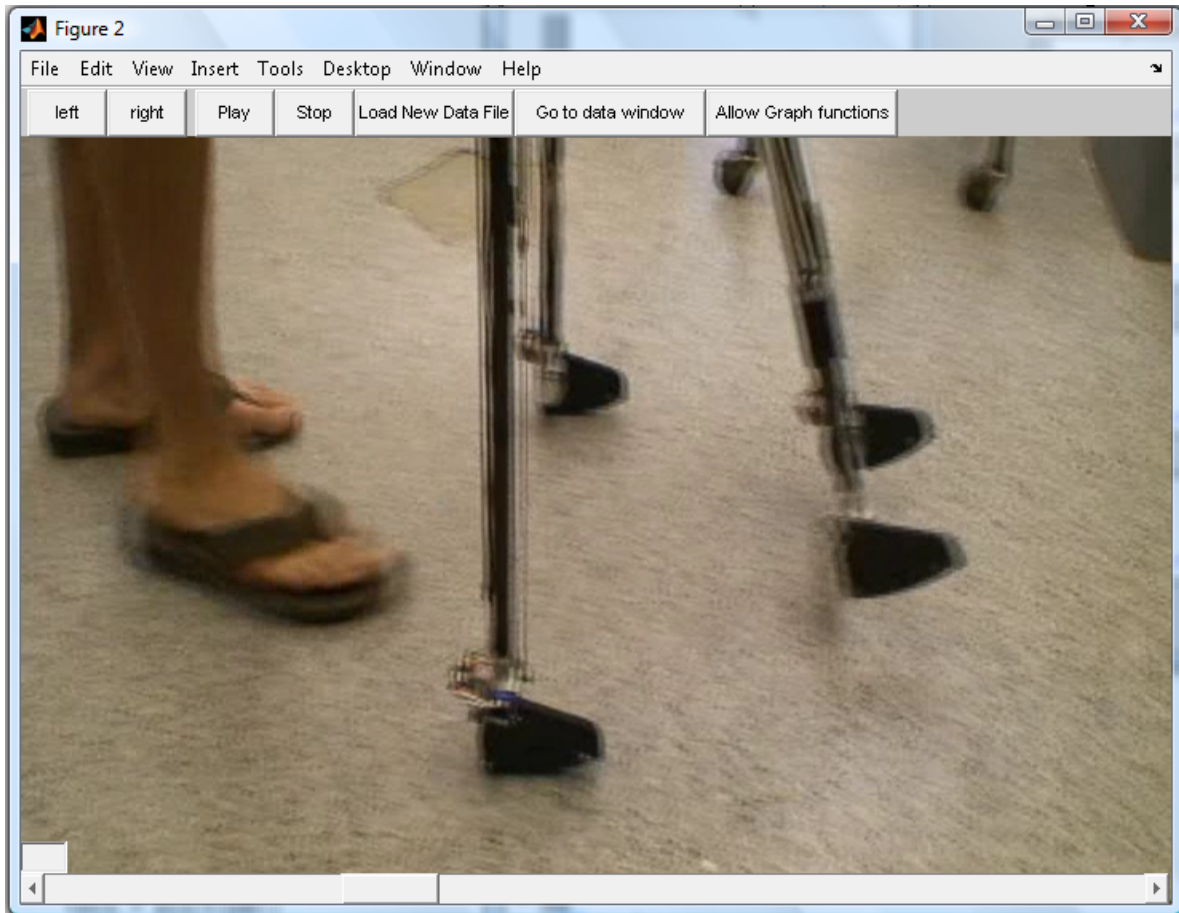 Figure 2
File Edit View Insert Tools Desktop Window Help
left right Play Stop Load New Data File Go to data window Allow Graph functions